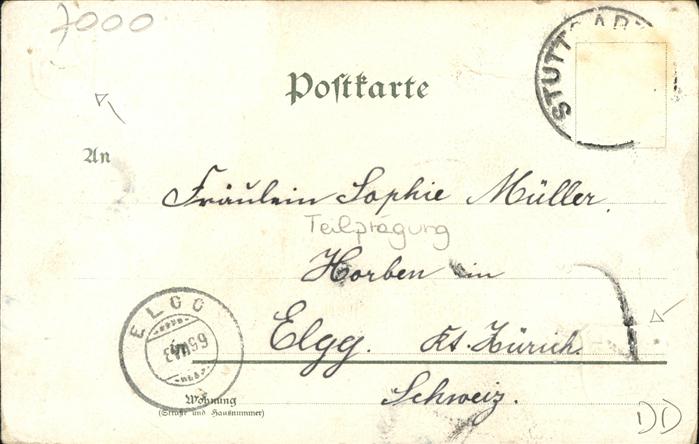 7000
STUTTGART
Postkarte
An
Fräulein Sophie Müller.
Teilprägung
Horben in
Elgg. Kt. Zürich.
Schweiz.
ELGG
Wohnung
(Straße und Hausnummer)